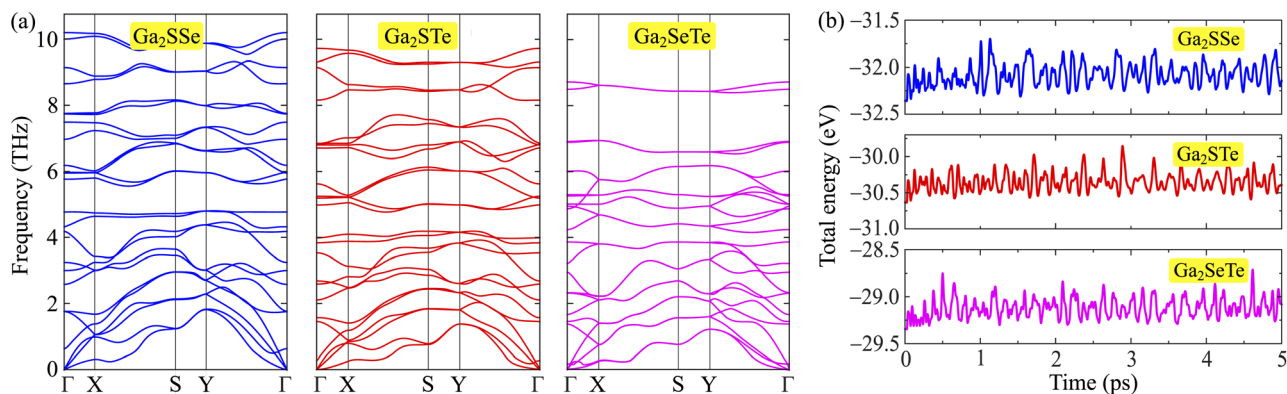 (a)
Ga₂SSe
Ga₂STe
Ga₂SeTe
Frequency (THz)
10
8
6
4
2
0
Γ X S Y Γ
Γ X S Y Γ
Γ X S Y Γ
(b)
Total energy (eV)
−31.5
−32.0
−32.5
Ga₂SSe
−30.0
−30.5
−31.0
Ga₂STe
−28.5
−29.0
−29.5
Ga₂SeTe
0 1 2 3 4 5
Time (ps)